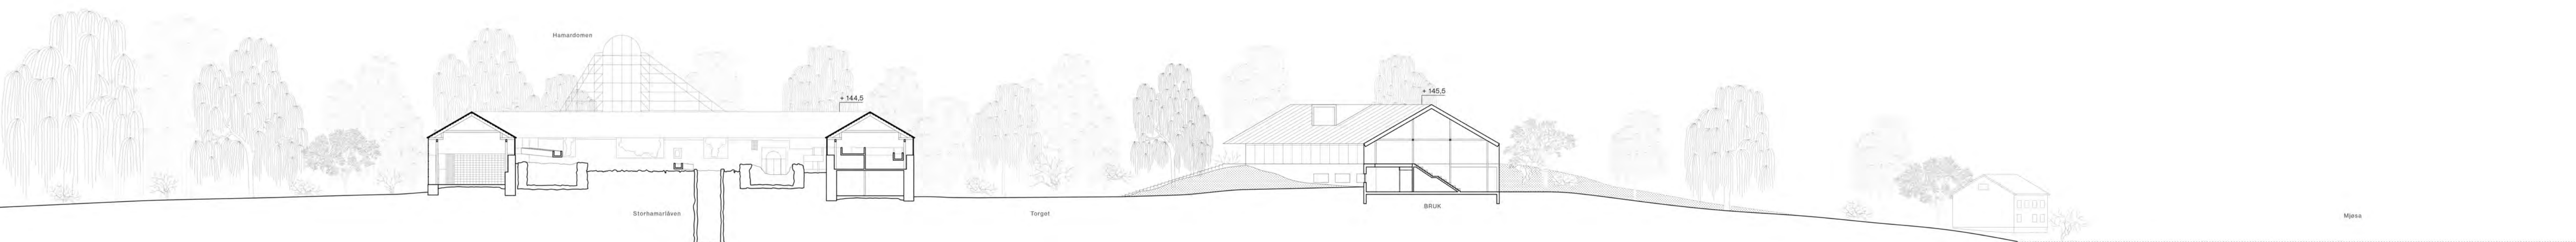 Hamardomen
+ 144,5
+ 145,5
Storhamarlåven
Torget
BRUK
Mjøsa